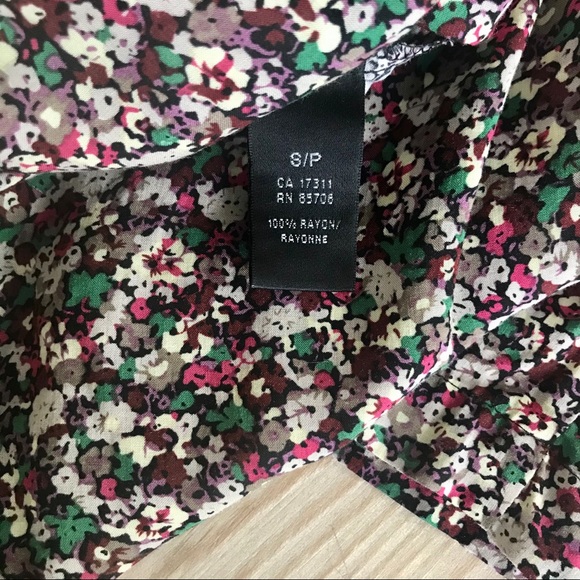 S/P
CA 17311
RN 85706
100% RAYON/
RAYONNE